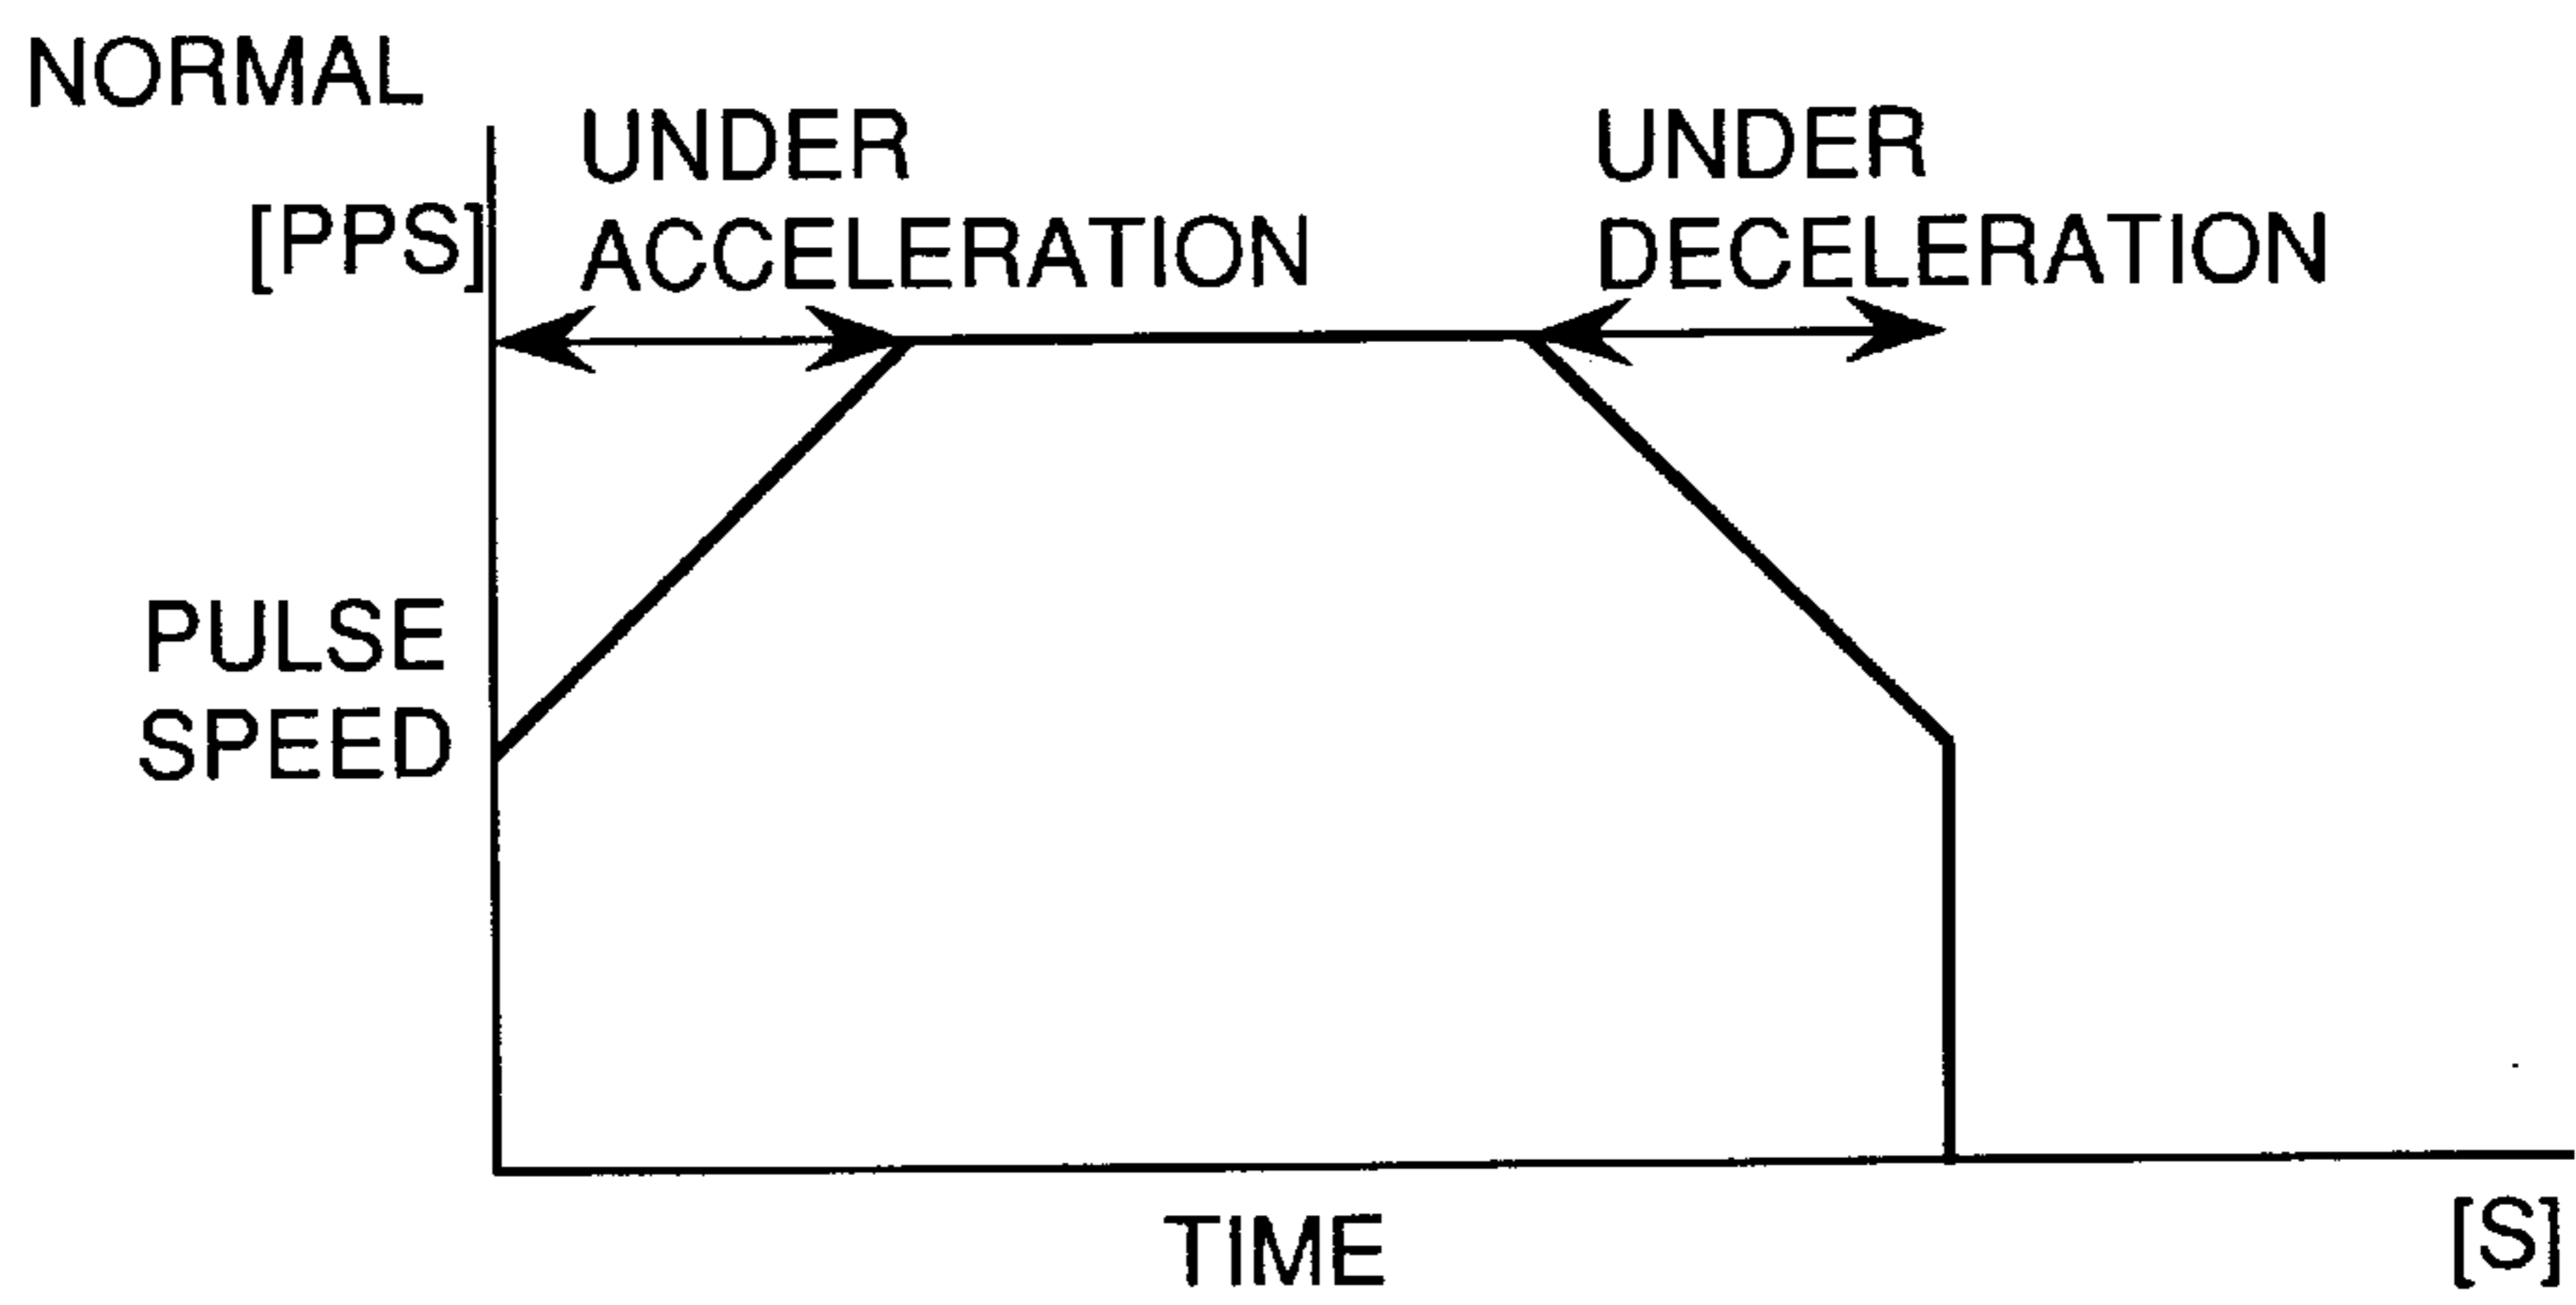 NORMAL
UNDER
ACCELERATION
UNDER
DECELERATION
[PPS]
PULSE
SPEED
TIME
[S]